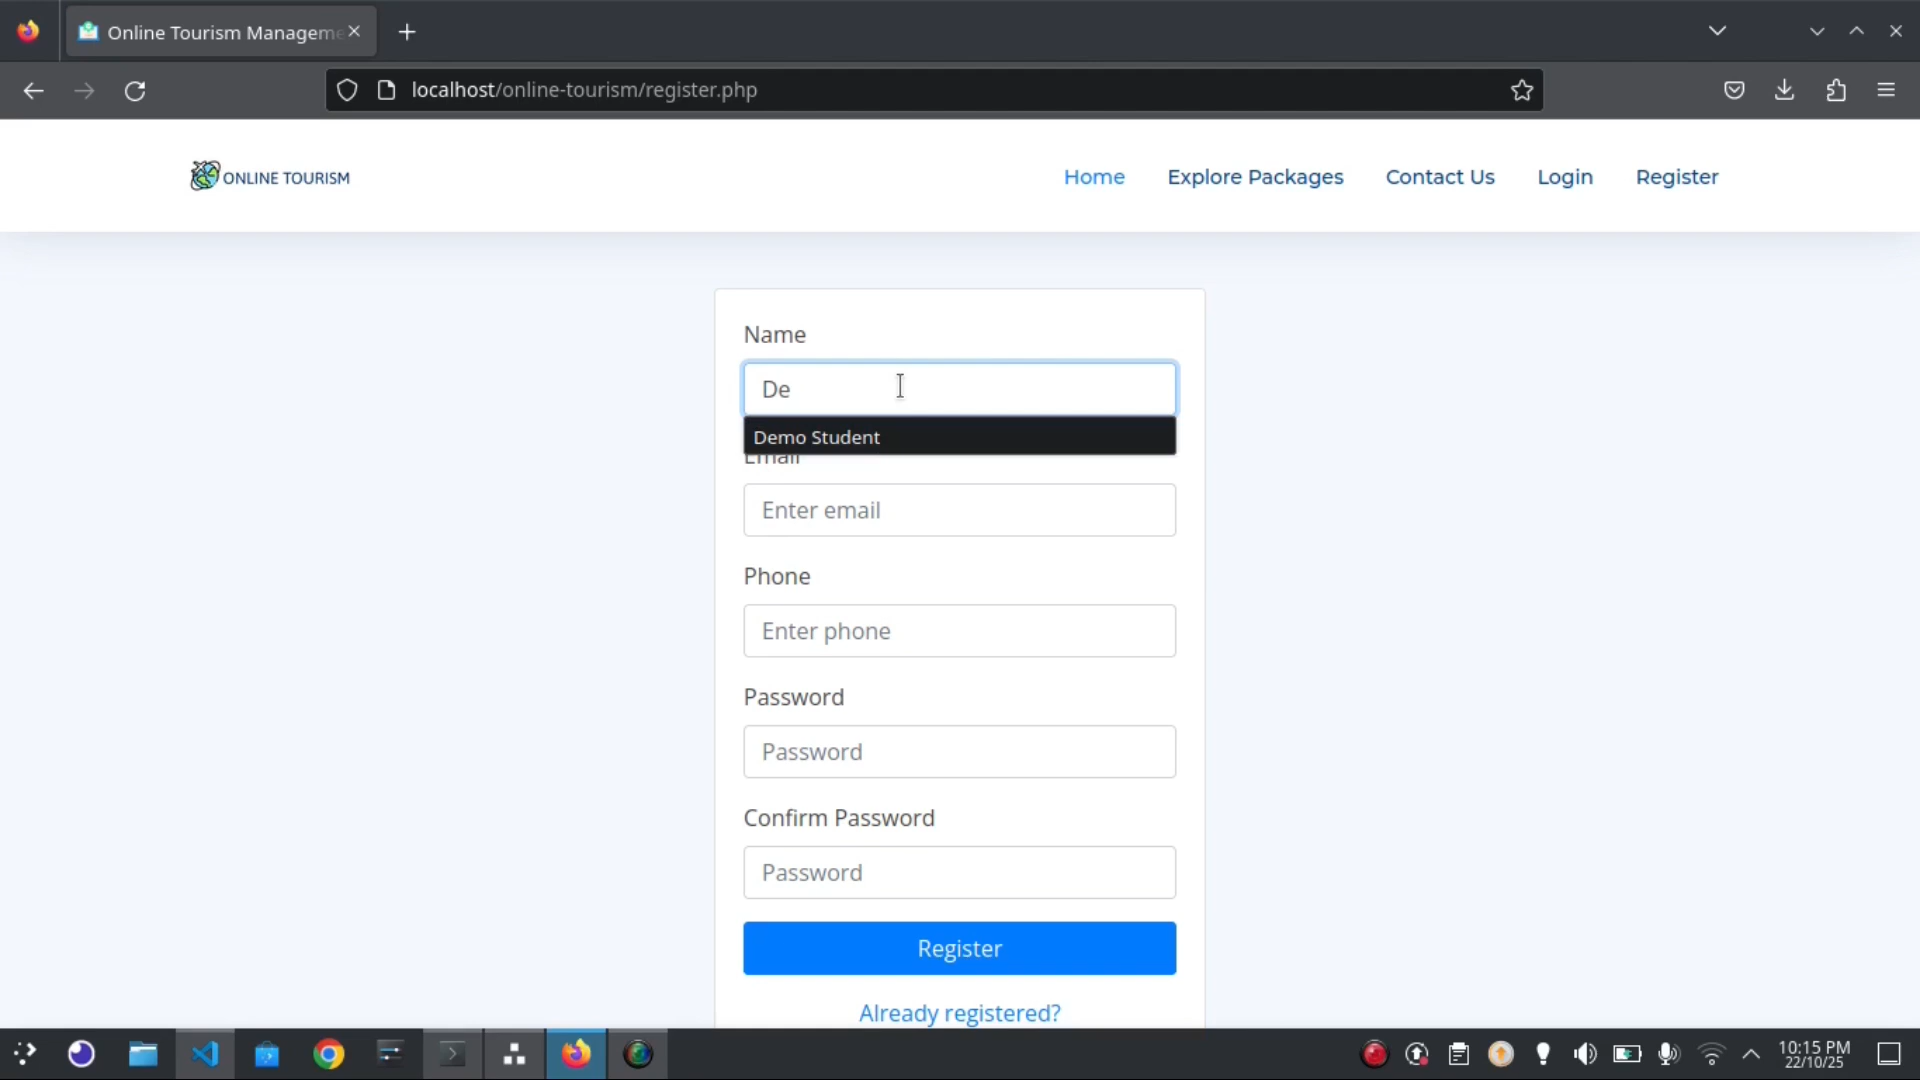 Online Tourism Manageme
localhost/online-tourism/register.php
ONLINE TOURISM
Home
Explore Packages
Contact Us
Login
Register
Name
De
Demo Student
Email
Enter email
Phone
Enter phone
Password
Password
Confirm Password
Password
Register
Already registered?
10:15 PM
22/10/25